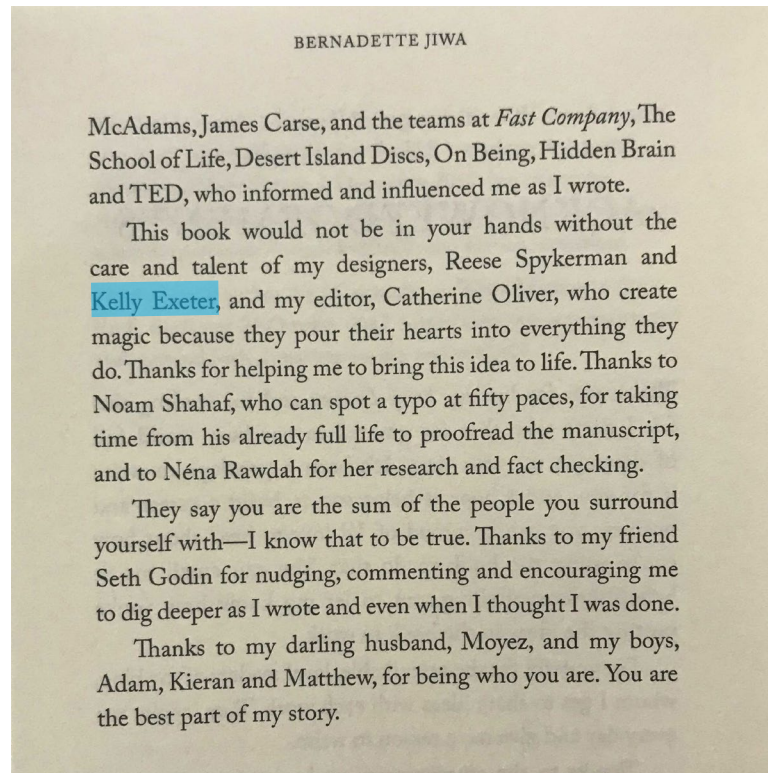 BERNADETTE JIWA
McAdams, James Carse, and the teams at Fast Company, The
School of Life, Desert Island Discs, On Being, Hidden Brain
and TED, who informed and influenced me as I wrote.
This book would not be in your hands without the
care and talent of my designers, Reese Spykerman and
Kelly Exeter, and my editor, Catherine Oliver, who create
magic because they pour their hearts into everything they
do. Thanks for helping me to bring this idea to life. Thanks to
Noam Shahaf, who can spot a typo at fifty paces, for taking
time from his already full life to proofread the manuscript,
and to Néna Rawdah for her research and fact checking.
They say you are the sum of the people you surround
yourself with—I know that to be true. Thanks to my friend
Seth Godin for nudging, commenting and encouraging me
to dig deeper as I wrote and even when I thought I was done.
Thanks to my darling husband, Moyez, and my boys,
Adam, Kieran and Matthew, for being who you are. You are
the best part of my story.